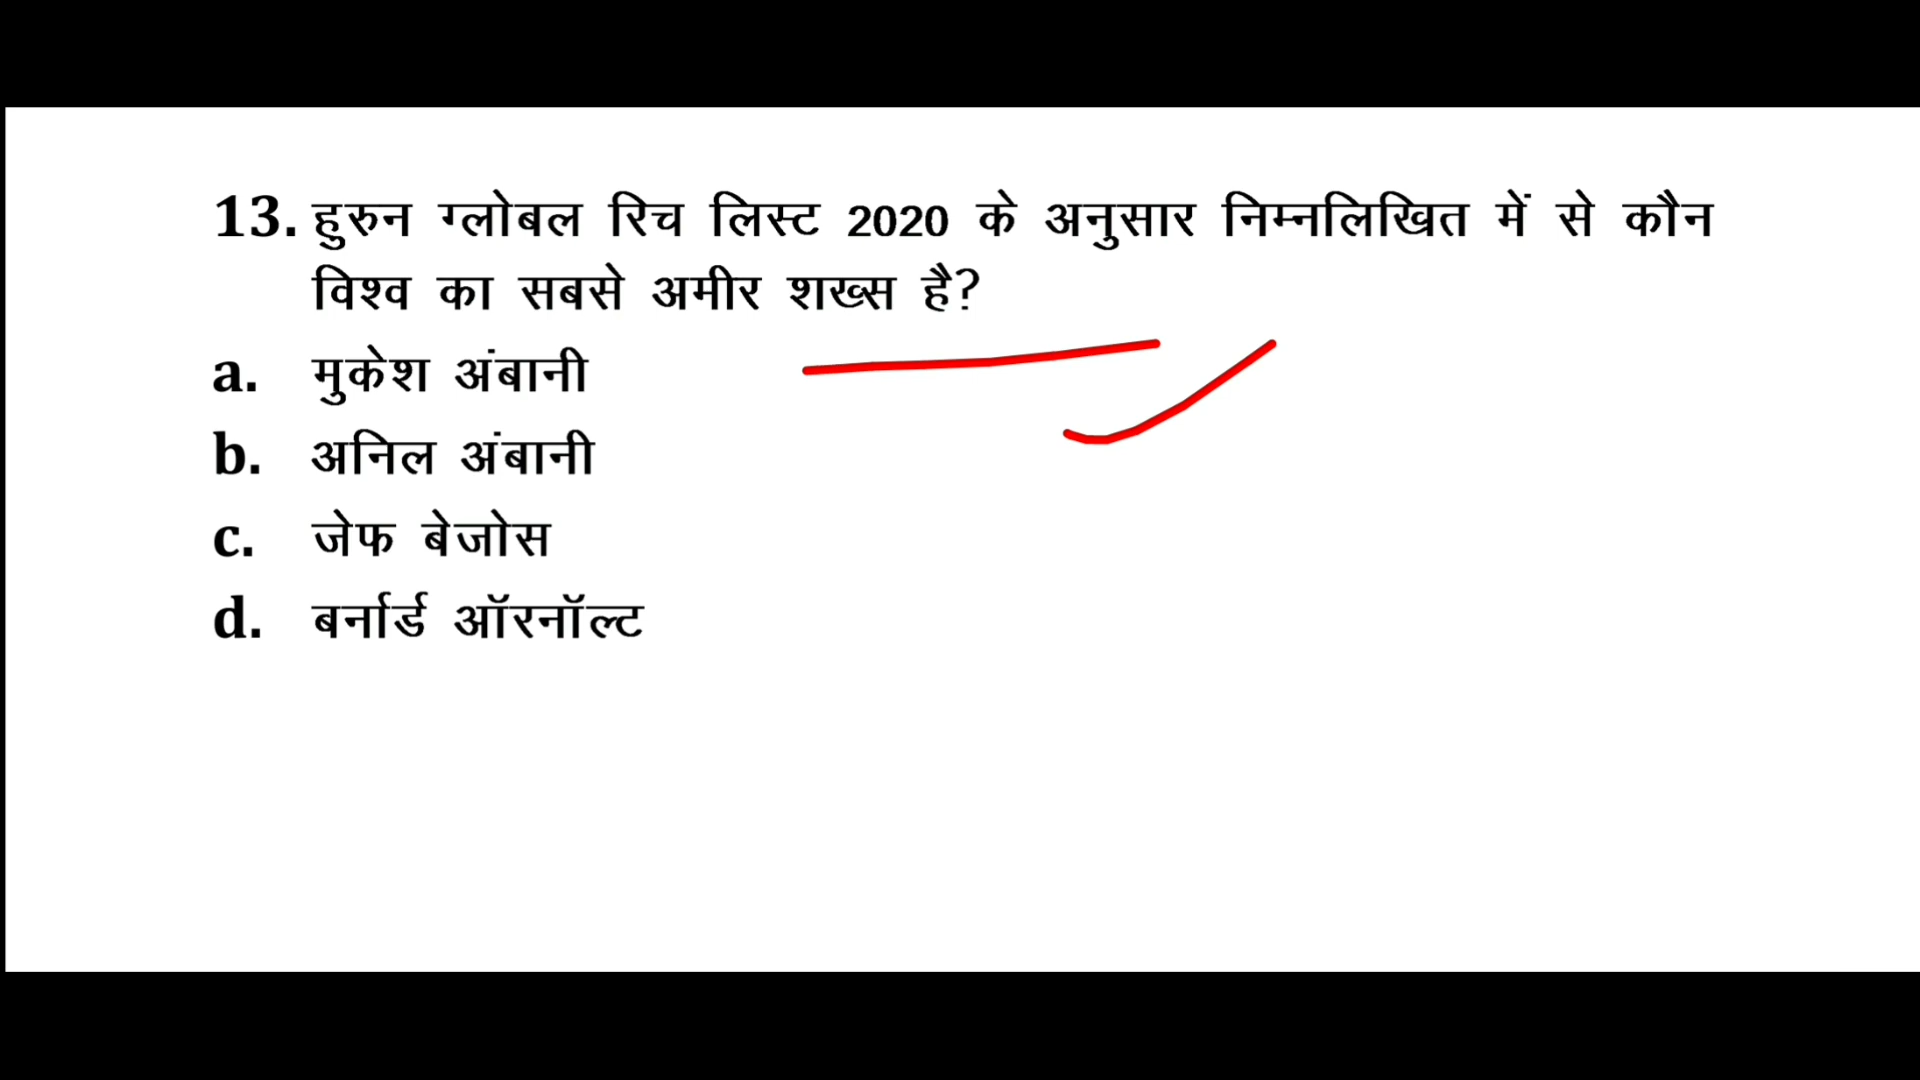 13. हुरुन ग्लोबल रिच लिस्ट 2020 के अनुसार निम्नलिखित में से कौन
विश्व का सबसे अमीर शख्स है?
a. मुकेश अंबानी
b. अनिल अंबानी
c. जेफ बेजोस
d. बर्नार्ड ऑरनॉल्ट